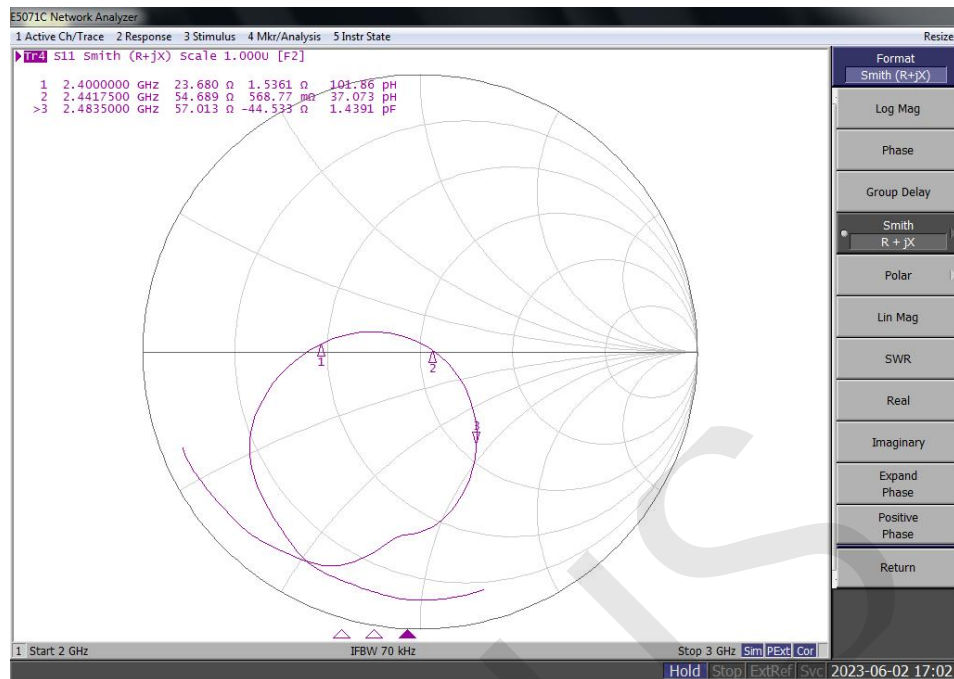 E5071C Network Analyzer
1 Active Ch/Trace 2 Response 3 Stimulus 4 Mkr/Analysis 5 Instr State
Resize
Tr4 S11 Smith (R+jX) Scale 1.000U [F2]
1 2.4000000 GHz 23.680 Ω 1.5361 Ω 101.86 pH
2 2.4417500 GHz 54.689 Ω 568.77 mΩ 37.073 pH
>3 2.4835000 GHz 57.013 Ω -44.533 Ω 1.4391 pF
1
2
3
Format
Smith (R+jX)
Log Mag
Phase
Group Delay
Smith
R + jX
Polar
Lin Mag
SWR
Real
Imaginary
Expand
Phase
Positive
Phase
Return
1 Start 2 GHz IFBW 70 kHz Stop 3 GHz Sim PExt Cor
Hold Stop ExtRef Svc 2023-06-02 17:02